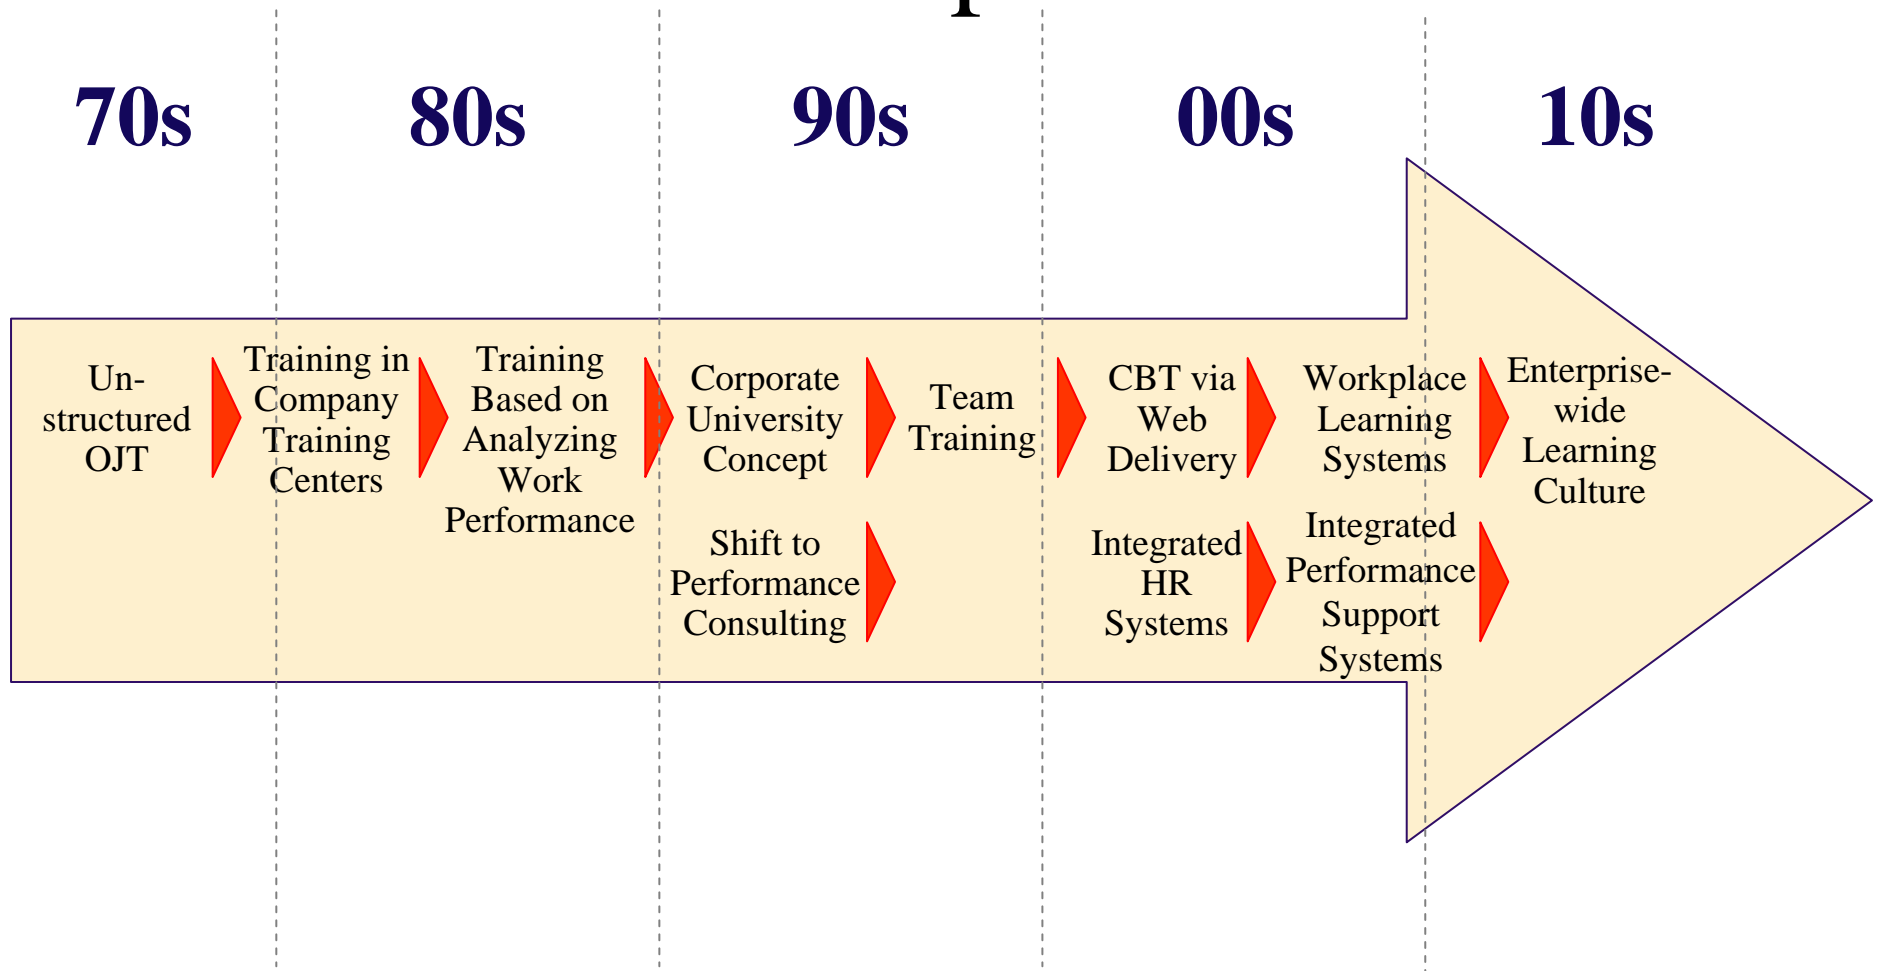 70s
80s
90s
00s
10s
Un-
structured
OJT
Training in
Company
Training
Centers
Training
Based on
Analyzing
Work
Performance
Corporate
University
Concept
Team
Training
CBT via
Web
Delivery
Workplace
Learning
Systems
Enterprise-
wide
Learning
Culture
Shift to
Performance
Consulting
Integrated
HR
Systems
Integrated
Performance
Support
Systems